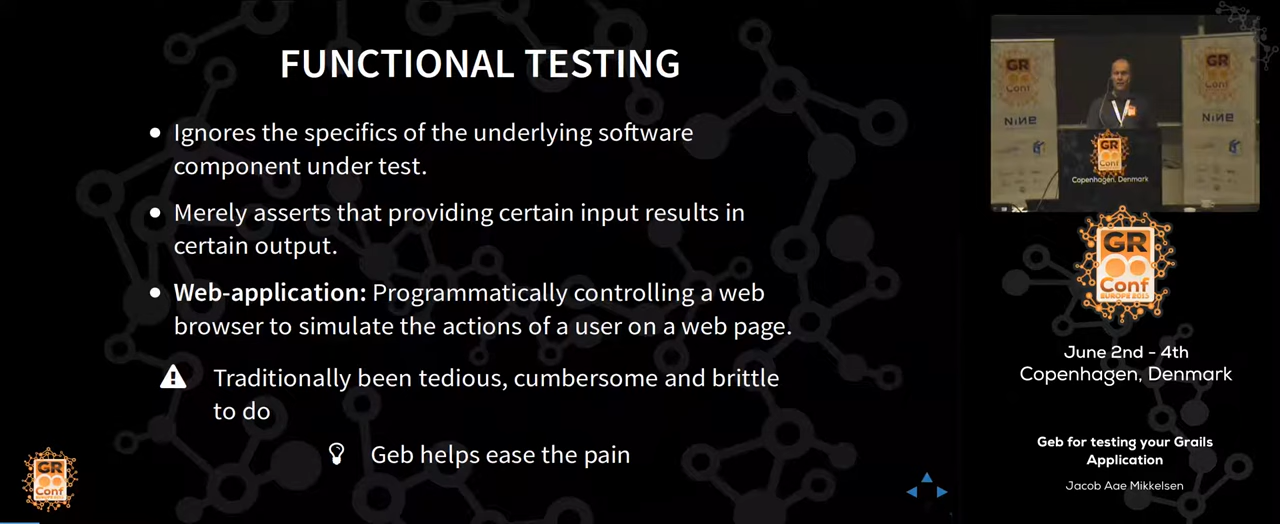 FUNCTIONAL TESTING
Ignores the specifics of the underlying software
component under test.
Merely asserts that providing certain input results in
certain output.
Web-application: Programmatically controlling a web
browser to simulate the actions of a user on a web page.
Traditionally been tedious, cumbersome and brittle
to do
Geb helps ease the pain
GR
Conf
GR
Conf
NINE
GR
Conf
NINE
GR
Conf
Copenhagen, Denmark
GR
Conf
EUROPE 2015
June 2nd - 4th
Copenhagen, Denmark
Geb for testing your Grails
Application
Jacob Aae Mikkelsen